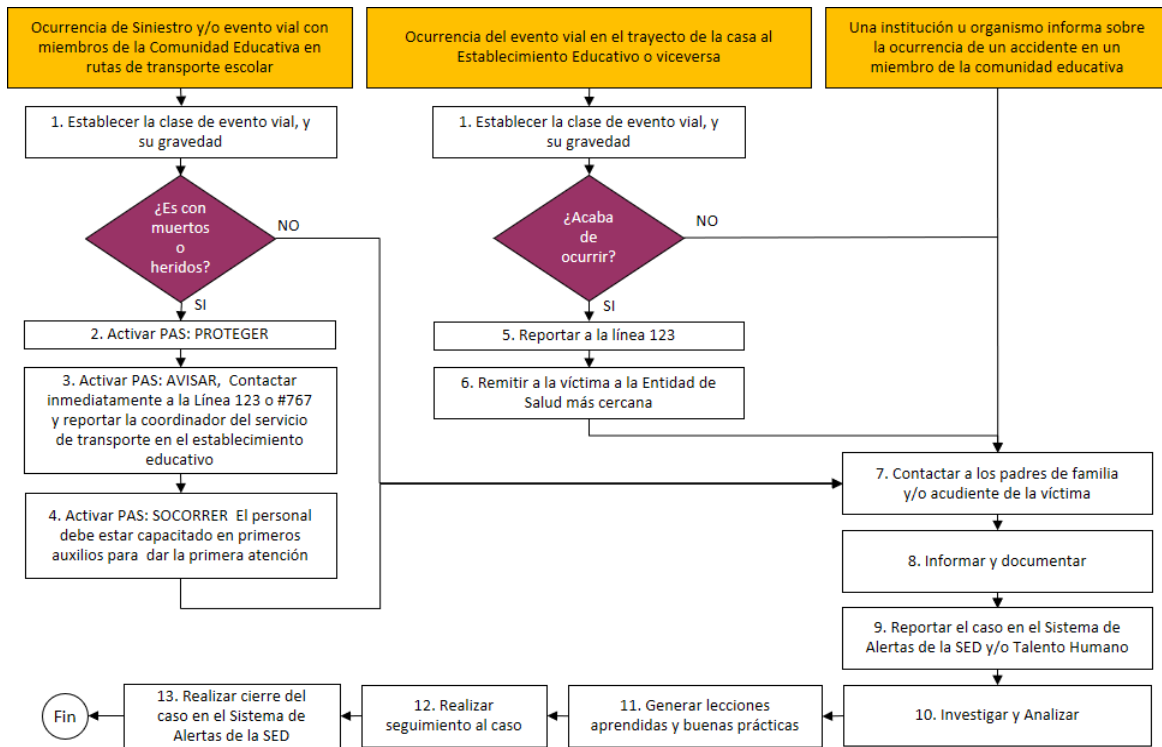 Ocurrencia de Siniestro y/o evento vial con
miembros de la Comunidad Educativa en
rutas de transporte escolar
Ocurrencia del evento vial en el trayecto de la casa al
Establecimiento Educativo o viceversa
Una institución u organismo informa sobre
la ocurrencia de un accidente en un
miembro de la comunidad educativa
1. Establecer la clase de evento vial, y
su gravedad
1. Establecer la clase de evento vial, y
su gravedad
¿Es con
muertos
o
heridos?
NO
SI
¿Acaba
de
ocurrir?
NO
SI
2. Activar PAS: PROTEGER
5. Reportar a la línea 123
3. Activar PAS: AVISAR, Contactar
inmediatamente a la Línea 123 o #767
y reportar la coordinador del servicio
de transporte en el establecimiento
educativo
6. Remitir a la víctima a la Entidad de
Salud más cercana
4. Activar PAS: SOCORRER El personal
debe estar capacitado en primeros
auxilios para dar la primera atención
7. Contactar a los padres de familia
y/o acudiente de la víctima
8. Informar y documentar
9. Reportar el caso en el Sistema de
Alertas de la SED y/o Talento Humano
10. Investigar y Analizar
11. Generar lecciones
aprendidas y buenas prácticas
12. Realizar
seguimiento al caso
13. Realizar cierre del
caso en el Sistema de
Alertas de la SED
Fin